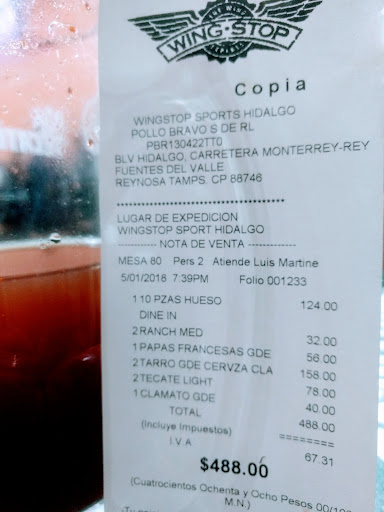 THE WING EXPERTS
WING·STOP
Copia
WINGSTOP SPORTS HIDALGO
POLLO BRAVO S DE RL
PBR130422TT0
BLV HIDALGO, CARRETERA MONTERREY-REY
FUENTES DEL VALLE
REYNOSA TAMPS. CP 88746
****************************************
LUGAR DE EXPEDICION
WINGSTOP SPORT HIDALGO
----------- NOTA DE VENTA --------------
MESA 80 Pers 2 Atiende Luis Martine
5/01/2018 7:39PM Folio 001233
1 10 PZAS HUESO 124.00
DINE IN
2 RANCH MED 32.00
1 PAPAS FRANCESAS GDE 56.00
2 TARRO GDE CERVZA CLA 158.00
2 TECATE LIGHT 78.00
1 CLAMATO GDE 40.00
TOTAL 488.00
(Incluye Impuestos) ========
I.V.A 67.31
$488.00
(Cuatrocientos Ochenta y Ocho Pesos 00/100
M.N.)